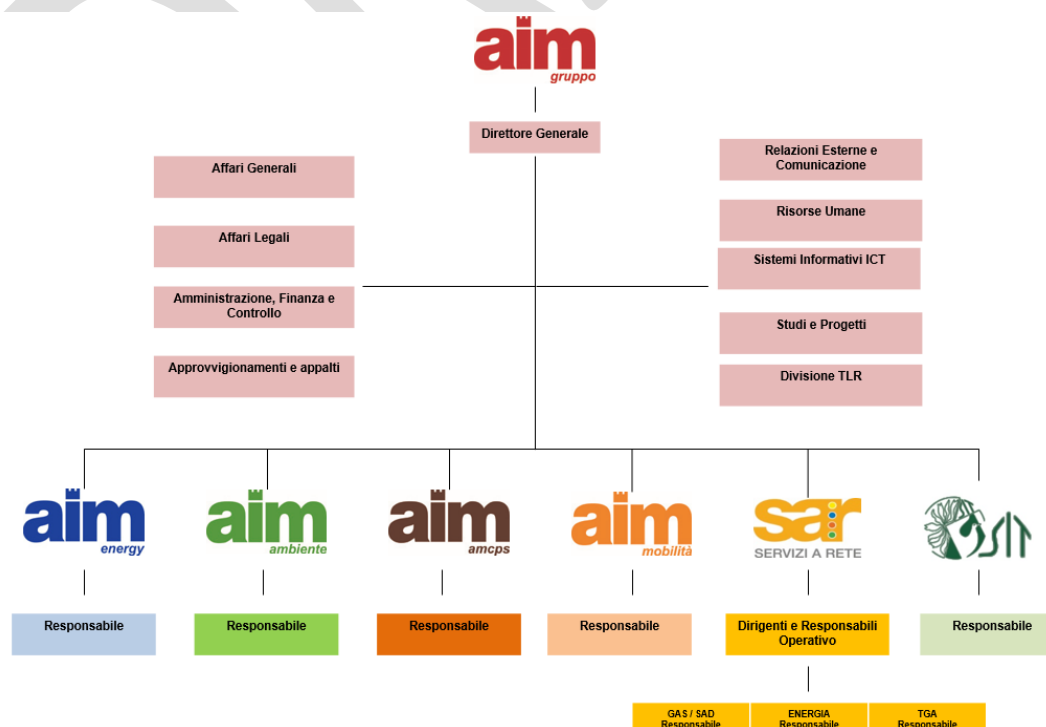 aim
gruppo
Direttore Generale
Affari Generali
Affari Legali
Amministrazione, Finanza e
Controllo
Approvvigionamenti e appalti
Relazioni Esterne e
Comunicazione
Risorse Umane
Sistemi Informativi ICT
Studi e Progetti
Divisione TLR
aim
energy
aim
ambiente
aim
amcps
aim
mobilità
sar
SERVIZI A RETE
SIT
Responsabile
Responsabile
Responsabile
Responsabile
Dirigenti e Responsabili
Operativo
Responsabile
GAS / SAD
Responsabile
ENERGIA
Responsabile
TGA
Responsabile